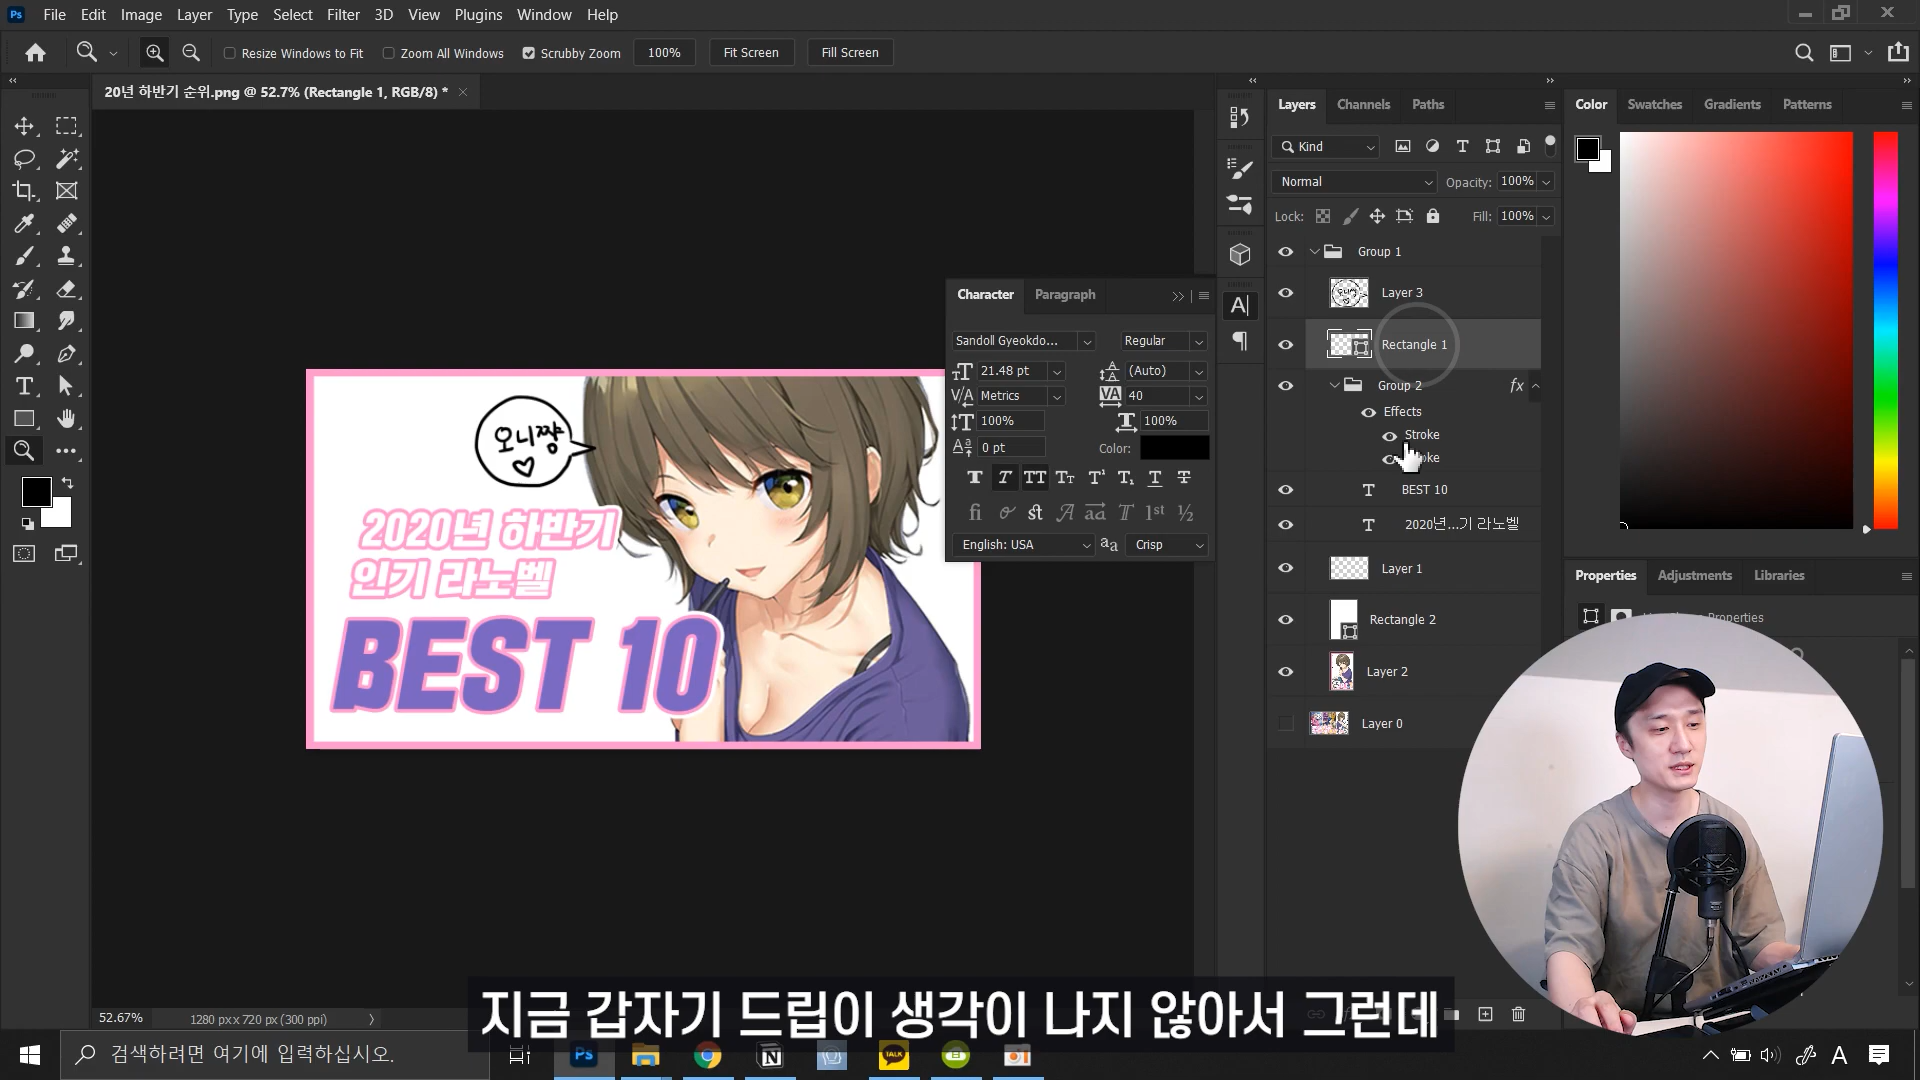 Ps File Edit Image Layer Type Select Filter 3D View Plugins Window Help
Resize Windows to Fit Zoom All Windows Scrubby Zoom 100% Fit Screen Fill Screen
20년 하반기 순위.png @ 52.7% (Rectangle 1, RGB/8) *
Layers Channels Paths
Kind
Normal Opacity: 100%
Lock: Fill: 100%
Group 1
Layer 3
Rectangle 1
Group 2 fx
Effects
Stroke
BEST 10
2020년...기 라노벨
Layer 1
Rectangle 2
Layer 2
Layer 0
Color Swatches Gradients Patterns
Properties Adjustments Libraries
Properties
Character Paragraph
Sandoll Gyeokdo... Regular
21.48 pt (Auto)
Metrics 40
100% 100%
0 pt Color:
English: USA aa Crisp
오니쨩
2020년 하반기
인기 라노벨
BEST 10
52.67% 1280 px x 720 px (300 ppi)
지금 갑자기 드립이 생각이 나지 않아서 그런데
검색하려면 여기에 입력하십시오.
Ps TALK A